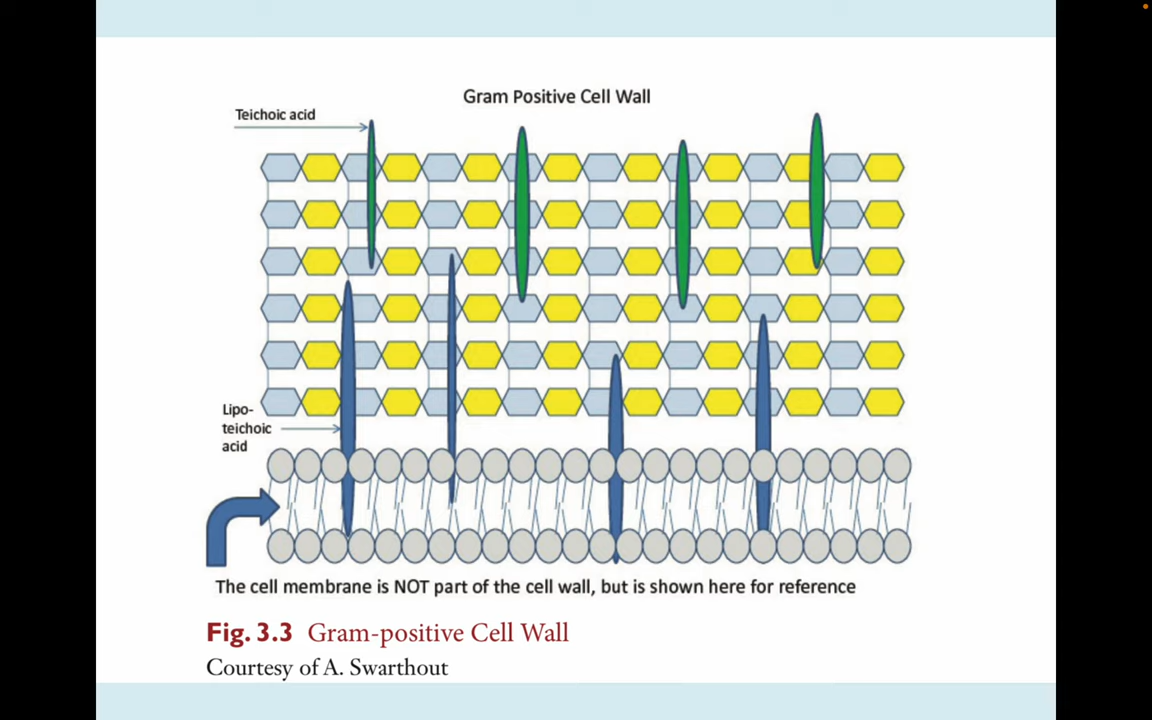 Gram Positive Cell Wall
Teichoic acid
Lipo-
teichoic
acid
The cell membrane is NOT part of the cell wall, but is shown here for reference
Fig. 3.3 Gram-positive Cell Wall
Courtesy of A. Swarthout